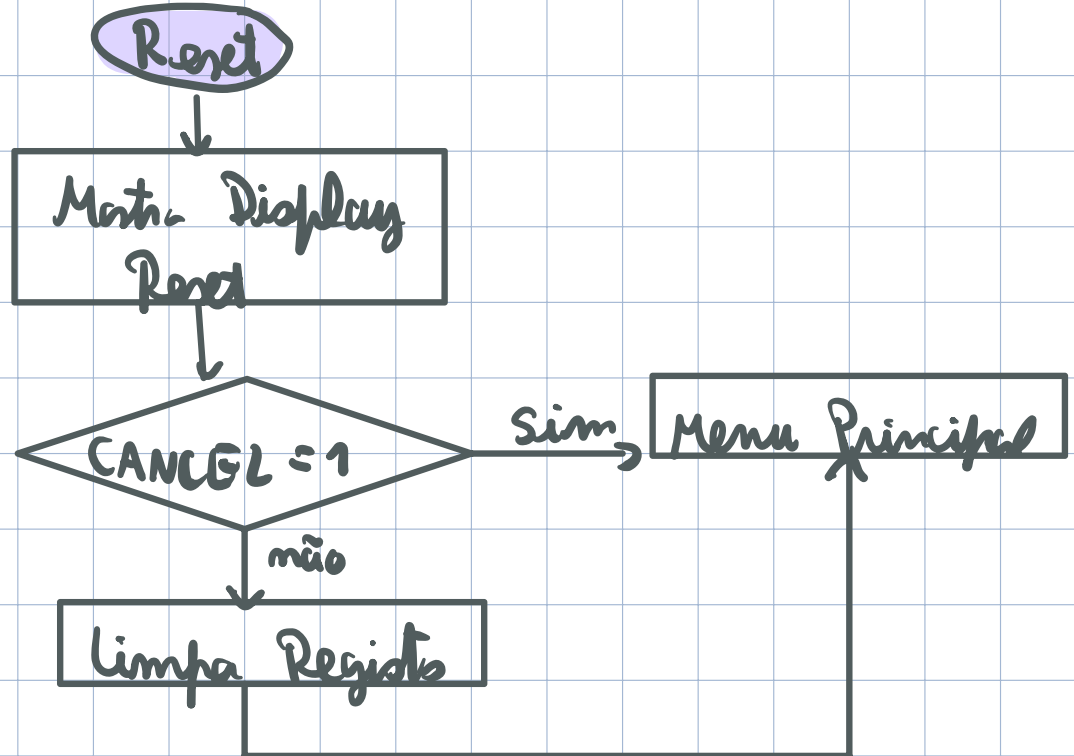 Reset
Mostra Display
Reset
CANCEL = 1
sim
Menu Principal
não
Limpa Registo